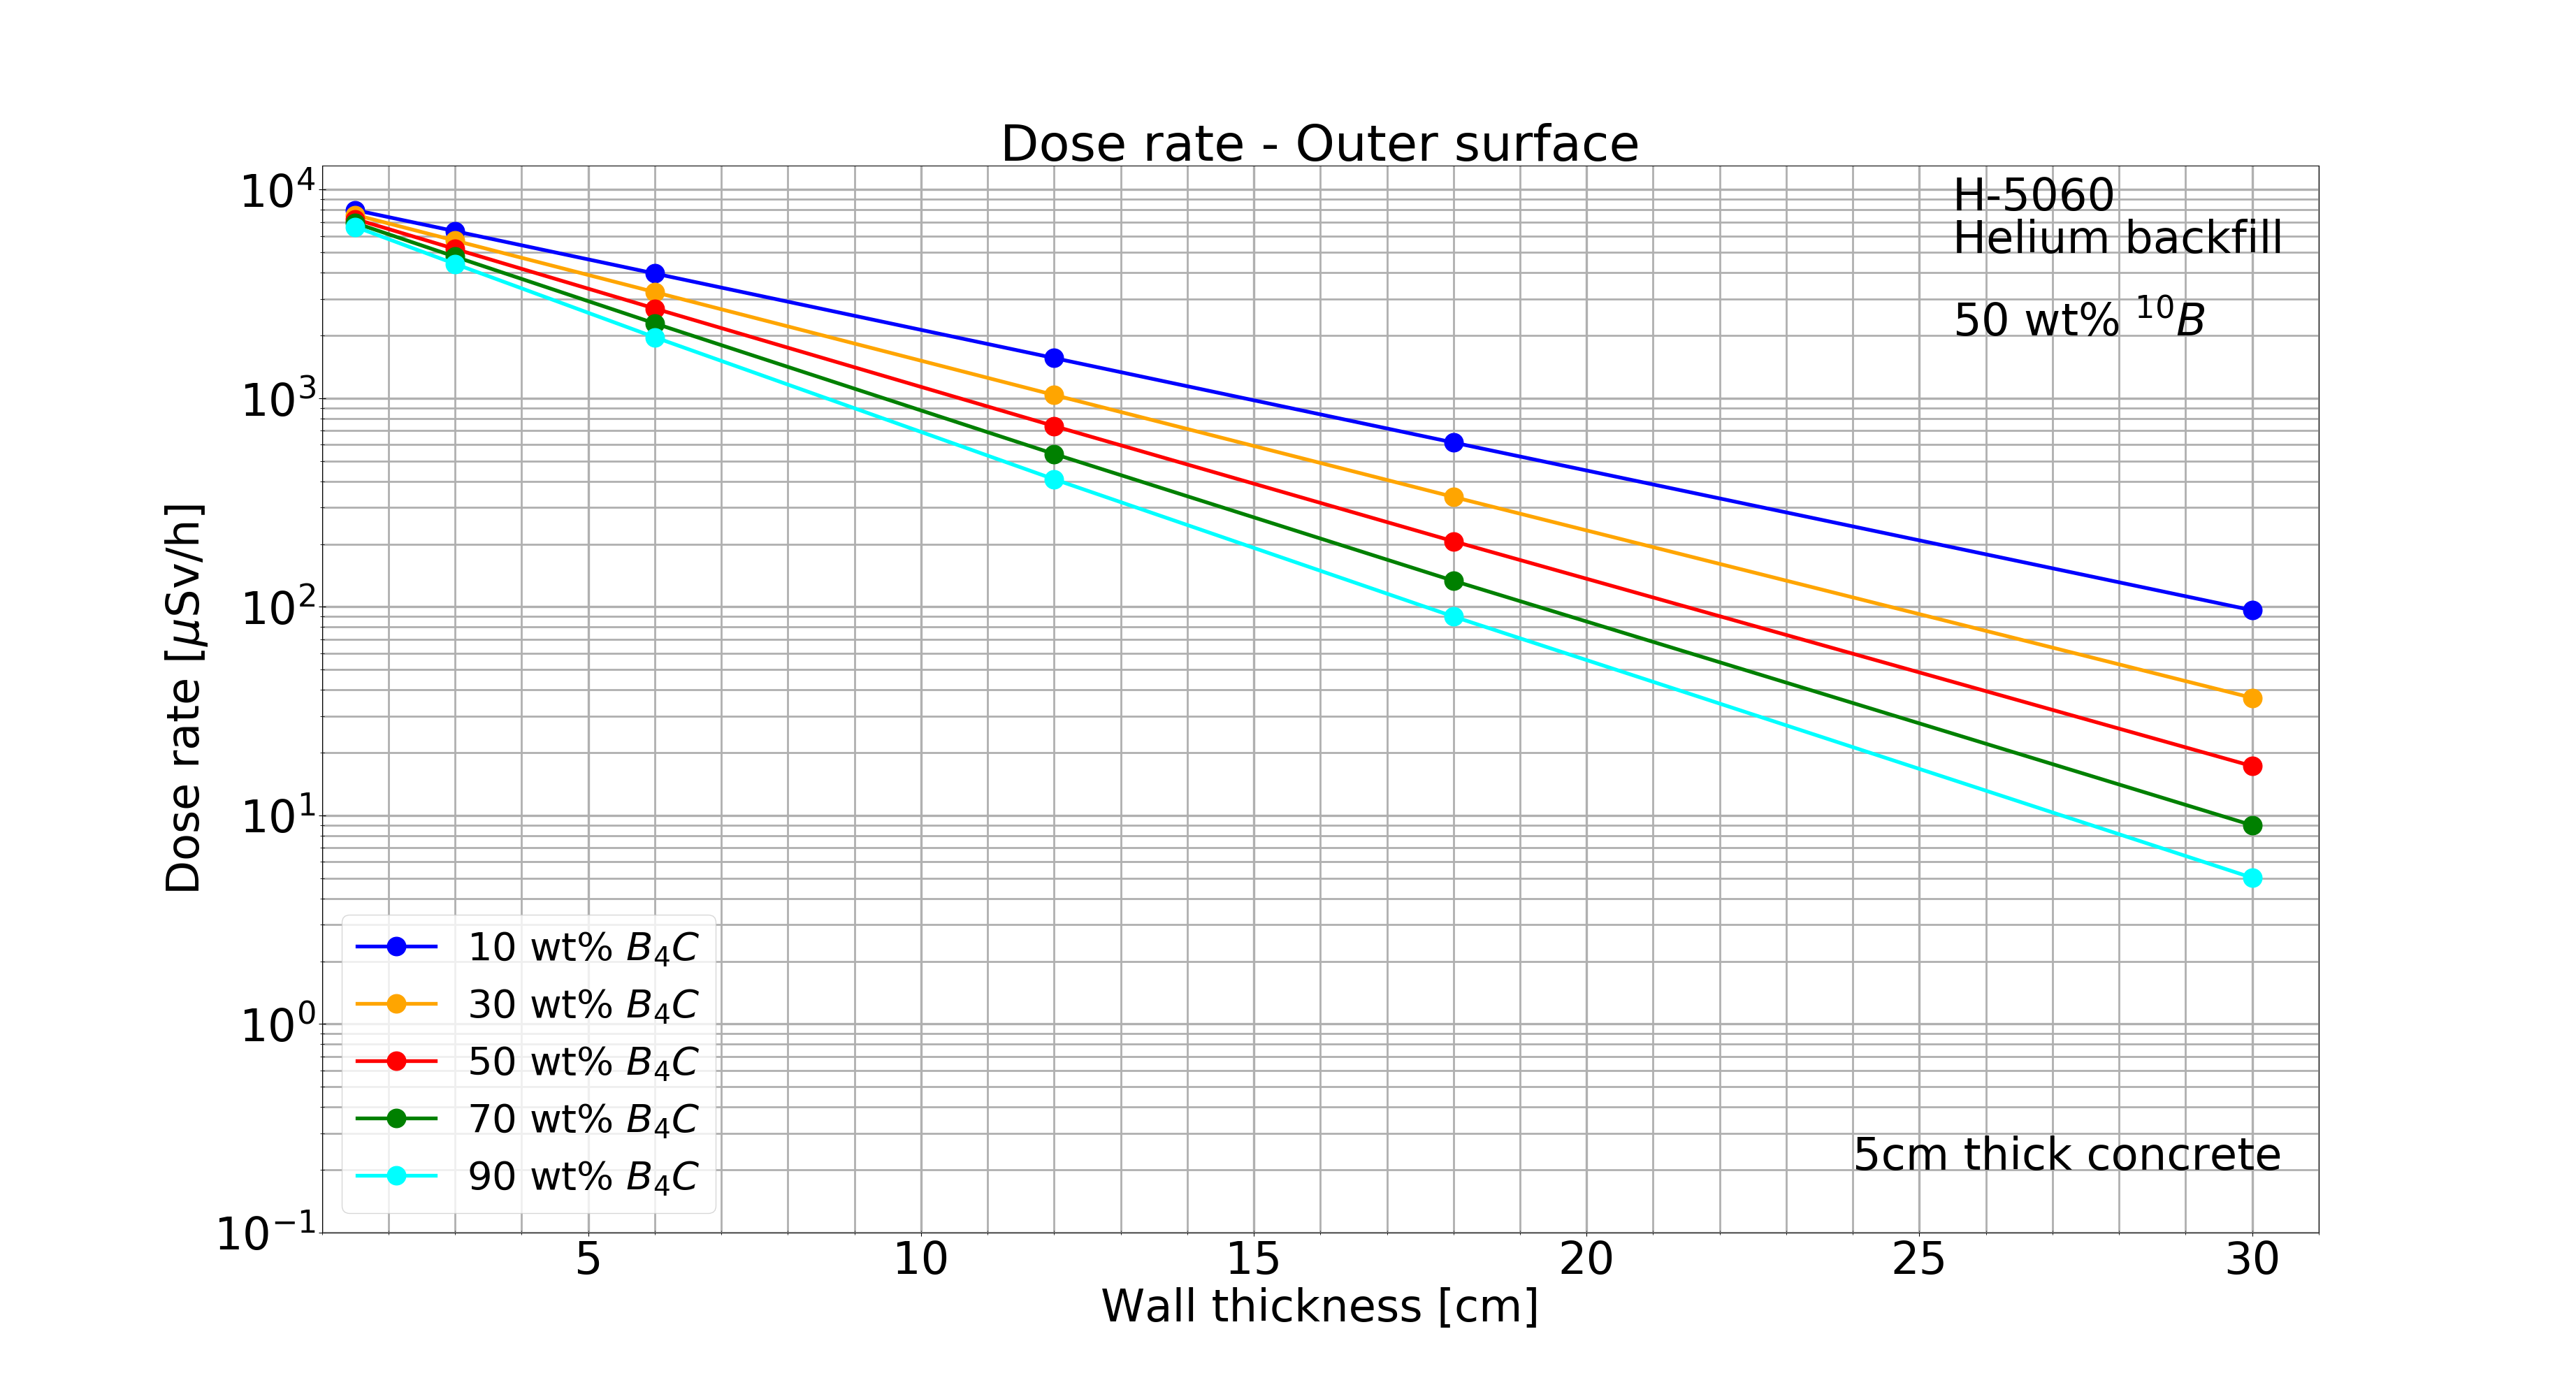 Dose rate - Outer surface
H-5060
Helium backfill
50 wt% ¹⁰B
10⁴
10³
10²
10¹
10⁰
10⁻¹
Dose rate [μSv/h]
10 wt% B₄C
30 wt% B₄C
50 wt% B₄C
70 wt% B₄C
90 wt% B₄C
5cm thick concrete
5 10 15 20 25 30
Wall thickness [cm]